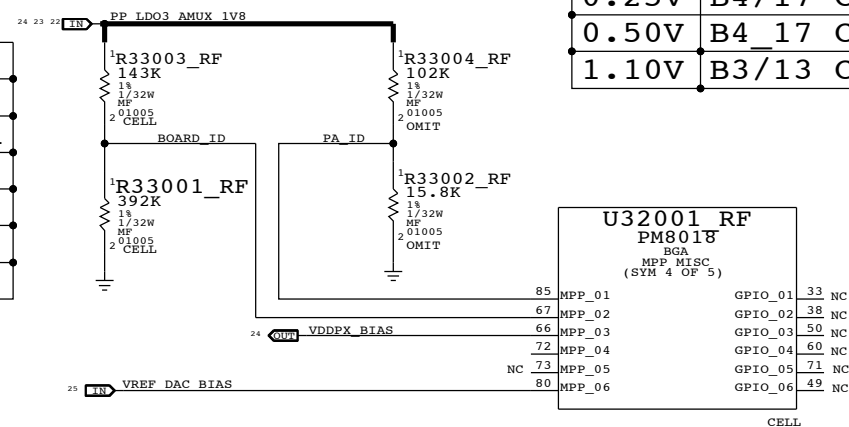 24 23 22 IN PP_LDO3_AMUX_1V8
0.25V B4/17 C
0.50V B4_17 C
1.10V B3/13 C
1 R33003_RF
143K
1%
1/32W
MF
2 01005
CELL
1 R33004_RF
102K
1%
1/32W
MF
2 01005
OMIT
BOARD_ID
PA_ID
1 R33001_RF
392K
1%
1/32W
MF
2 01005
CELL
1 R33002_RF
15.8K
1%
1/32W
MF
2 01005
OMIT
U32001_RF
PM8018
BGA
MPP MISC
(SYM 4 OF 5)
85 MPP_01 GPIO_01 33 NC
67 MPP_02 GPIO_02 38 NC
24 OUT VDDPX_BIAS 66 MPP_03 GPIO_03 50 NC
72 MPP_04 GPIO_04 60 NC
NC 73 MPP_05 GPIO_05 71 NC
25 IN VREF_DAC_BIAS 80 MPP_06 GPIO_06 49 NC
CELL